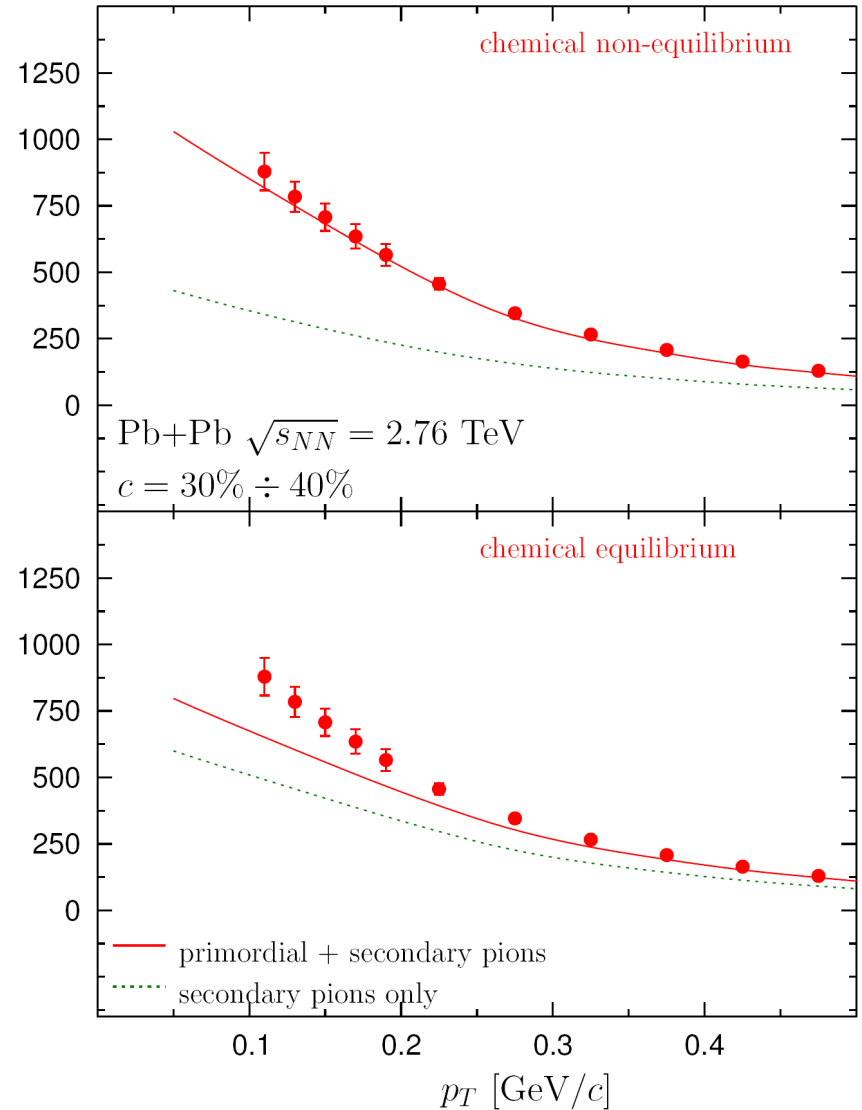 chemical non-equilibrium
1250
1000
750
500
250
0
Pb+Pb √s_NN = 2.76 TeV
c = 30% ÷ 40%
chemical equilibrium
1250
1000
750
500
250
0
primordial + secondary pions
secondary pions only
0.1 0.2 0.3 0.4
p_T [GeV/c]